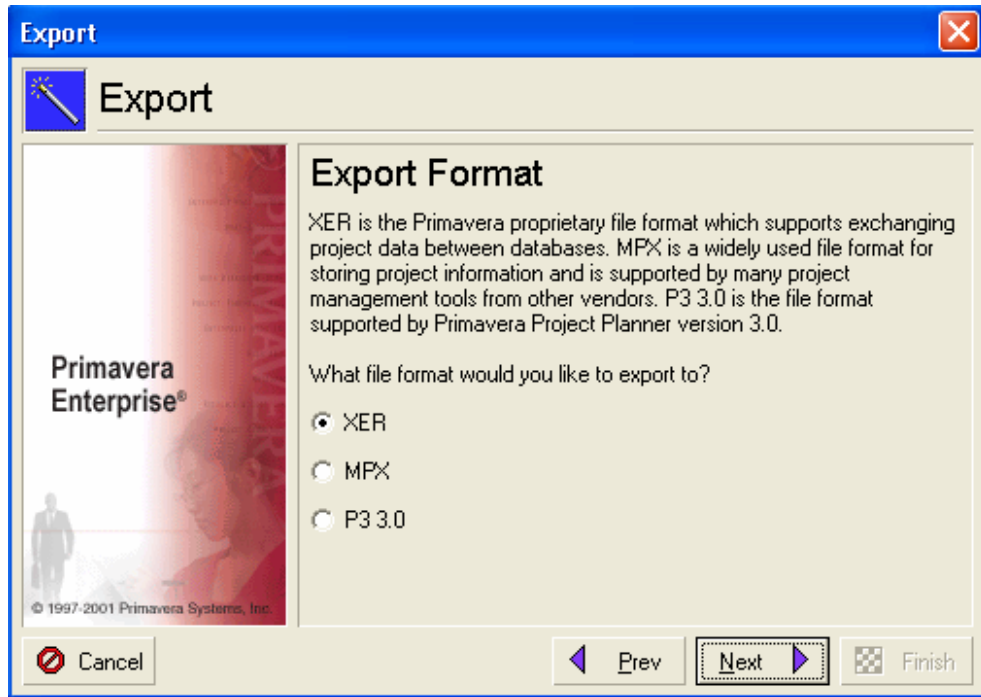 Export
Export
Export Format
XER is the Primavera proprietary file format which supports exchanging
project data between databases. MPX is a widely used file format for
storing project information and is supported by many project
management tools from other vendors. P3 3.0 is the file format
supported by Primavera Project Planner version 3.0.
What file format would you like to export to?
XER
MPX
P3 3.0
PRIMAVERA
Primavera
Enterprise®
© 1997-2001 Primavera Systems, Inc.
Cancel
Prev
Next
Finish